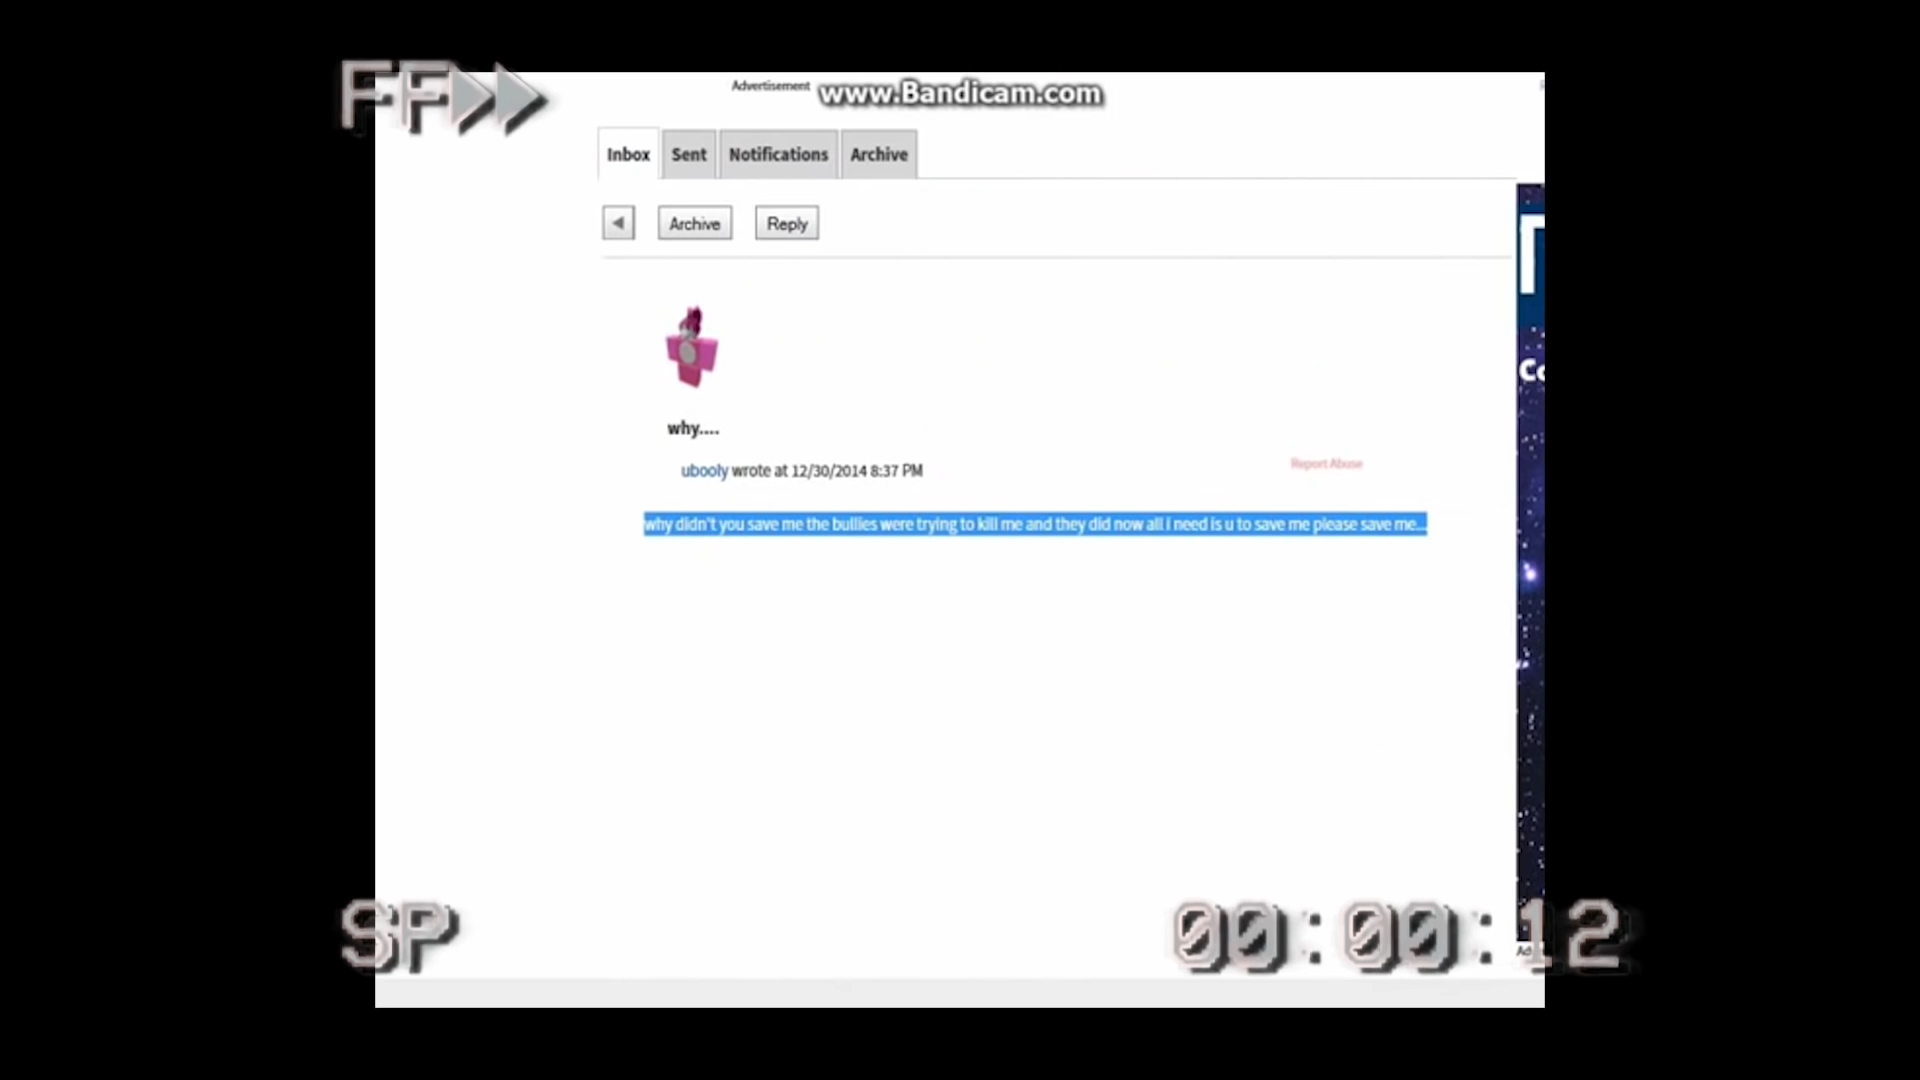 FF
Advertisement
www.Bandicam.com
Inbox Sent Notifications Archive
Archive Reply
why....
ubooly wrote at 12/30/2014 8:37 PM
Report Abuse
why didn't you save me the bullies were trying to kill me and they did now all i need is u to save me please save me...
SP
00:00:12